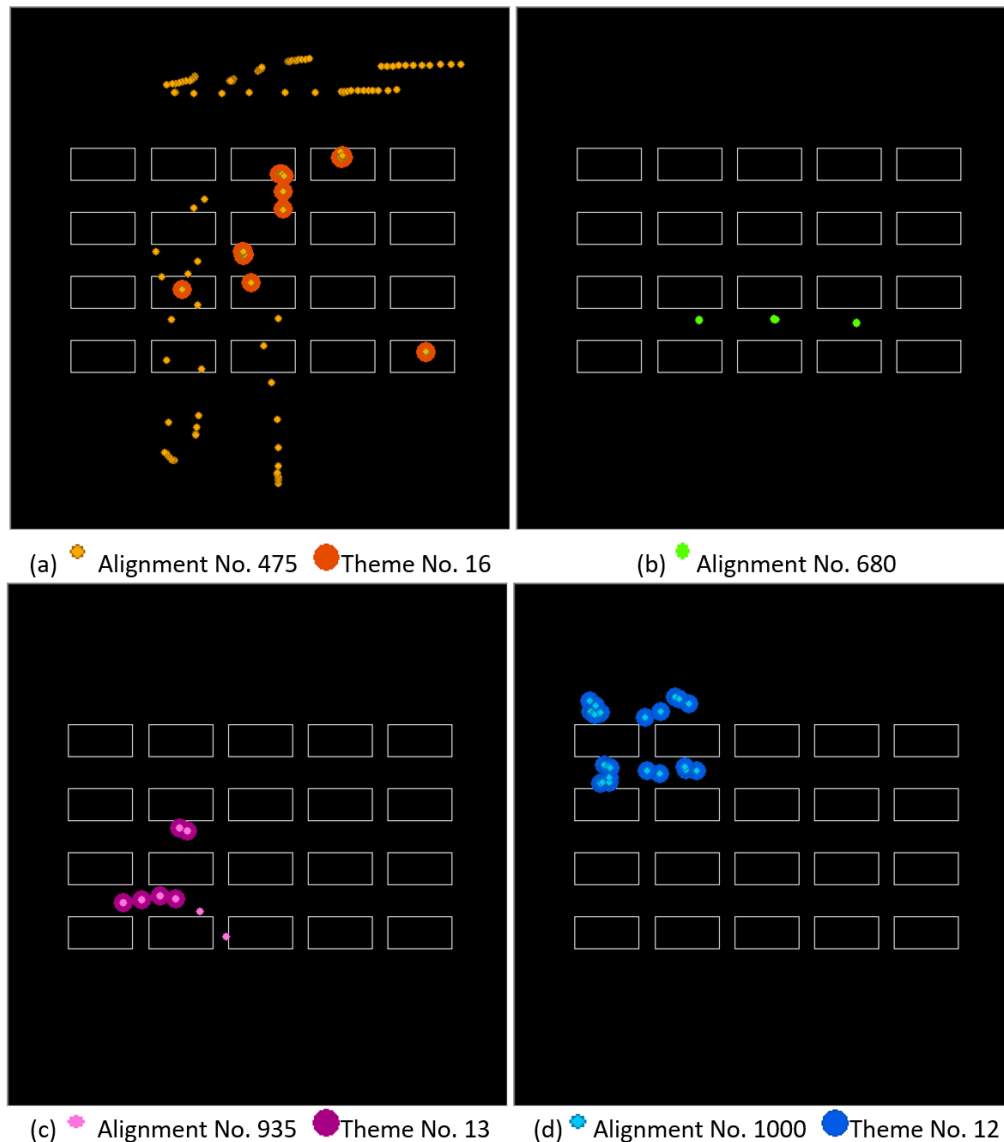 (a) Alignment No. 475 Theme No. 16
(b) Alignment No. 680
(c) Alignment No. 935 Theme No. 13
(d) Alignment No. 1000 Theme No. 12